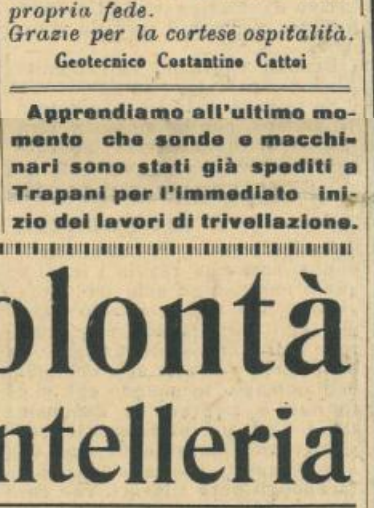 propria fede.
Grazie per la cortese ospitalità.
Geotecnico Costantino Cattoi
Apprendiamo all'ultimo mo-
mento che sonde e macchi-
nari sono stati già spediti a
Trapani per l'immediato ini-
zio dei lavori di trivellazione.
olontà
ntelleria